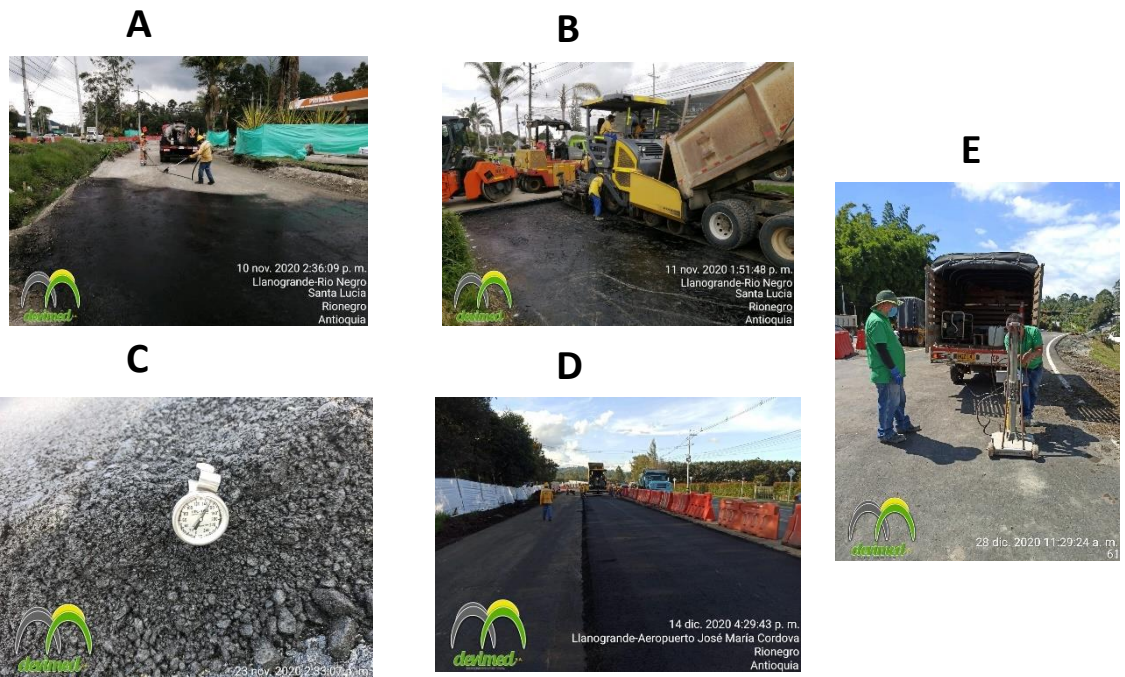 A
B
E
PRIMAX
10 nov. 2020 2:36:09 p. m.
Llanogrande-Rio Negro
Santa Lucia
Rionegro
Antioquia
devimed
11 nov. 2020 1:51:48 p. m.
Llanogrande-Rio Negro
Santa Lucia
Rionegro
Antioquia
devimed
C
D
23 nov. 2020 2:33:07 p. m.
devimed
14 dic. 2020 4:29:43 p. m.
Llanogrande-Aeropuerto José María Cordova
Rionegro
Antioquia
devimed
28 dic. 2020 11:29:24 a. m.
61
devimed